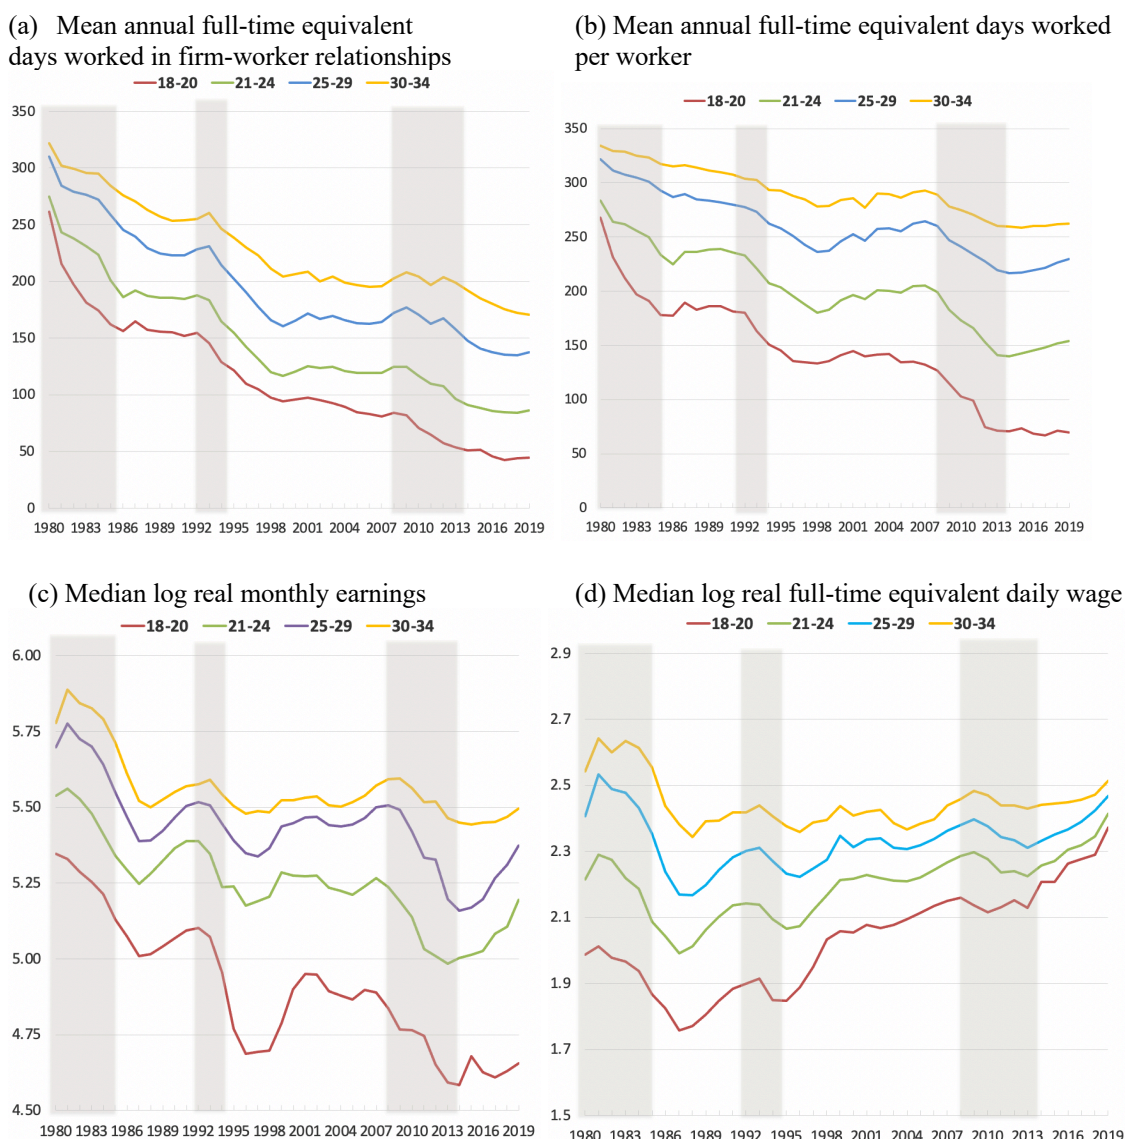 (a) Mean annual full-time equivalent
days worked in firm-worker relationships
18-20 21-24 25-29 30-34
350
300
250
200
150
100
50
0
1980 1983 1986 1989 1992 1995 1998 2001 2004 2007 2010 2013 2016 2019
(b) Mean annual full-time equivalent days worked
per worker
18-20 21-24 25-29 30-34
350
300
250
200
150
100
50
0
1980 1983 1986 1989 1992 1995 1998 2001 2004 2007 2010 2013 2016 2019
(c) Median log real monthly earnings
18-20 21-24 25-29 30-34
6.00
5.75
5.50
5.25
5.00
4.75
4.50
1980 1983 1986 1989 1992 1995 1998 2001 2004 2007 2010 2013 2016 2019
(d) Median log real full-time equivalent daily wage
18-20 21-24 25-29 30-34
2.9
2.7
2.5
2.3
2.1
1.9
1.7
1.5
1980 1983 1986 1989 1992 1995 1998 2001 2004 2007 2010 2013 2016 2019